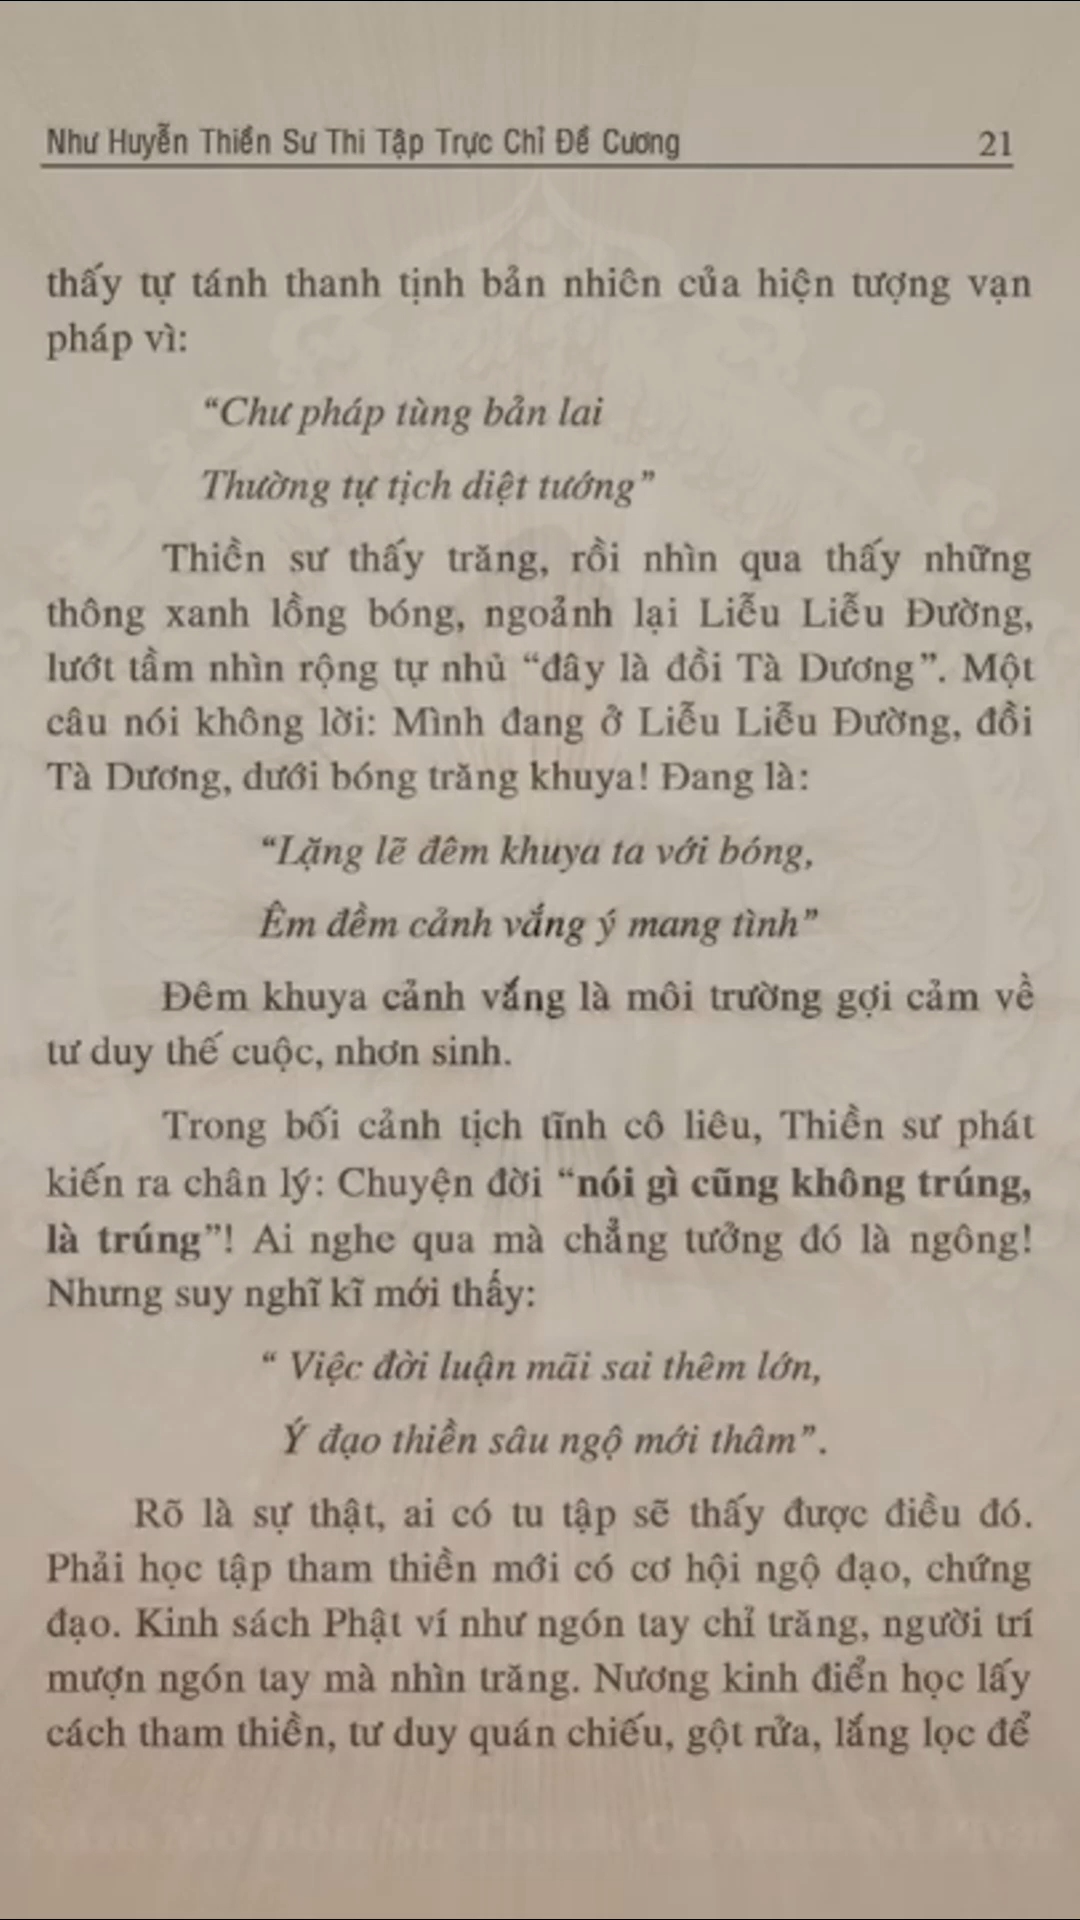 Như Huyễn Thiền Sư Thi Tập Trực Chỉ Đề Cương 21
thấy tự tánh thanh tịnh bản nhiên của hiện tượng vạn
pháp vì:
“Chư pháp tùng bản lai
Thường tự tịch diệt tướng”
Thiền sư thấy trăng, rồi nhìn qua thấy những
thông xanh lồng bóng, ngoảnh lại Liễu Liễu Đường,
lướt tầm nhìn rộng tự nhủ “đây là đồi Tà Dương”. Một
câu nói không lời: Mình đang ở Liễu Liễu Đường, đồi
Tà Dương, dưới bóng trăng khuya! Đang là:
“Lặng lẽ đêm khuya ta với bóng,
Êm đềm cảnh vắng ý mang tình”
Đêm khuya cảnh vắng là môi trường gợi cảm về
tư duy thế cuộc, nhơn sinh.
Trong bối cảnh tịch tĩnh cô liêu, Thiền sư phát
kiến ra chân lý: Chuyện đời “nói gì cũng không trúng,
là trúng”! Ai nghe qua mà chẳng tưởng đó là ngông!
Nhưng suy nghĩ kĩ mới thấy:
“ Việc đời luận mãi sai thêm lớn,
Ý đạo thiền sâu ngộ mới thâm”.
Rõ là sự thật, ai có tu tập sẽ thấy được điều đó.
Phải học tập tham thiền mới có cơ hội ngộ đạo, chứng
đạo. Kinh sách Phật ví như ngón tay chỉ trăng, người trí
mượn ngón tay mà nhìn trăng. Nương kinh điển học lấy
cách tham thiền, tư duy quán chiếu, gột rửa, lắng lọc để